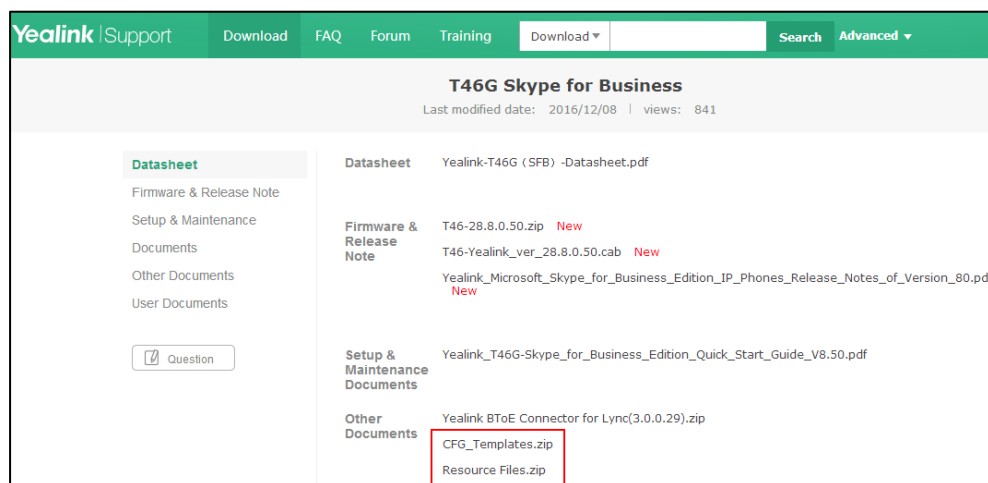 Yealink | Support Download FAQ Forum Training Download ▾ Search Advanced ▾
T46G Skype for Business
Last modified date: 2016/12/08 | views: 841
Datasheet
Firmware & Release Note
Setup & Maintenance
Documents
Other Documents
User Documents
Question
Datasheet Yealink-T46G (SFB) -Datasheet.pdf
Firmware & Release Note
T46-28.8.0.50.zip New
T46-Yealink_ver_28.8.0.50.cab New
Yealink_Microsoft_Skype_for_Business_Edition_IP_Phones_Release_Notes_of_Version_80.pd
New
Setup & Maintenance Documents
Yealink_T46G-Skype_for_Business_Edition_Quick_Start_Guide_V8.50.pdf
Other Documents
Yealink BToE Connector for Lync(3.0.0.29).zip
CFG_Templates.zip
Resource Files.zip